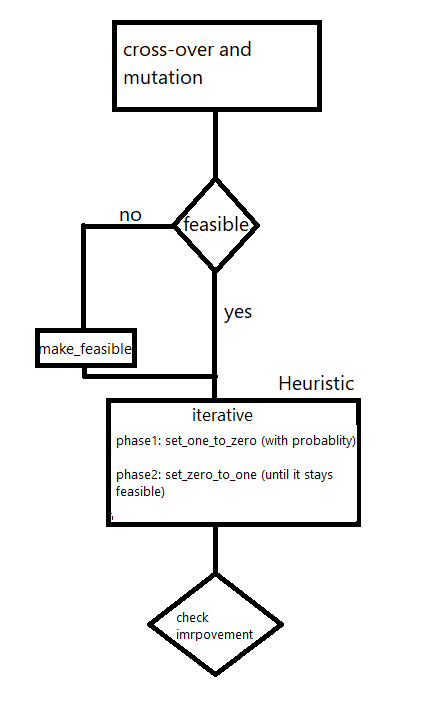 cross-over and
mutation
feasible
no
yes
make_feasible
Heuristic
iterative
phase1: set_one_to_zero (with probablity)
phase2: set_zero_to_one (until it stays
feasible)
check
imrpovement